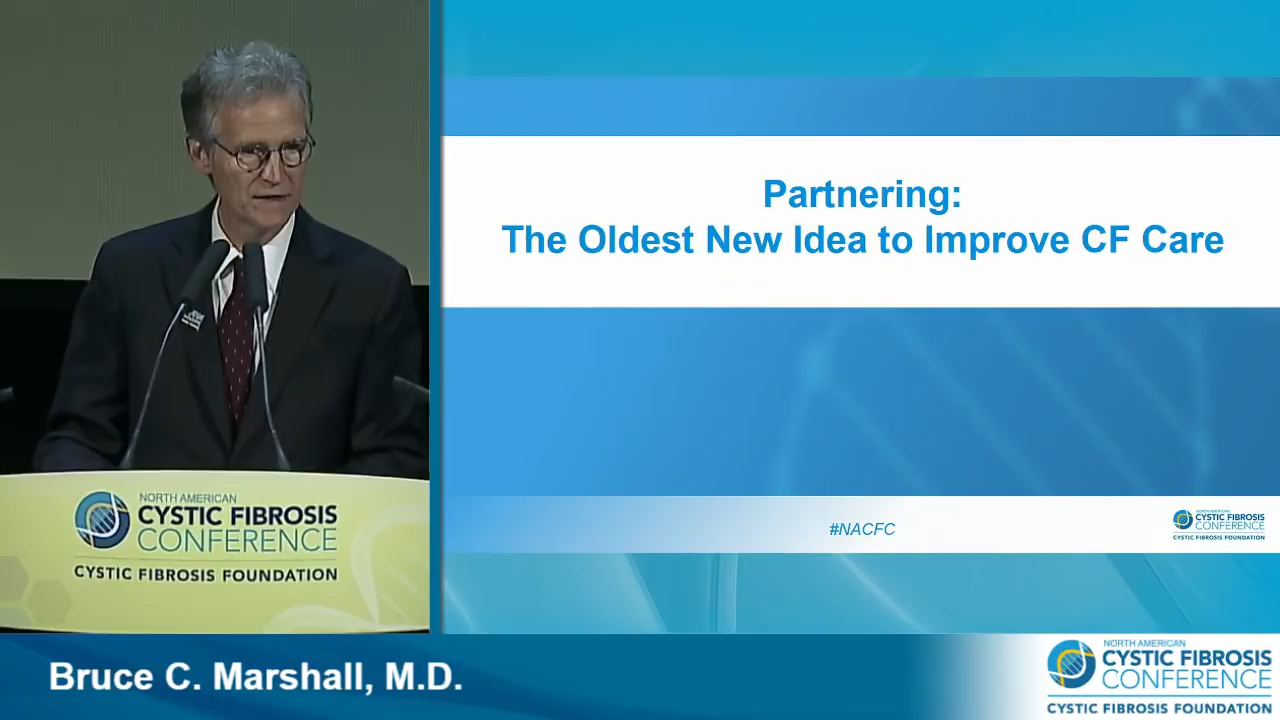 Partnering:
The Oldest New Idea to Improve CF Care
#NACFC
NORTH AMERICAN
CYSTIC FIBROSIS
CONFERENCE
CYSTIC FIBROSIS FOUNDATION
NORTH AMERICAN
CYSTIC FIBROSIS
CONFERENCE
CYSTIC FIBROSIS FOUNDATION
Bruce C. Marshall, M.D.
NORTH AMERICAN
CYSTIC FIBROSIS
CONFERENCE
CYSTIC FIBROSIS FOUNDATION